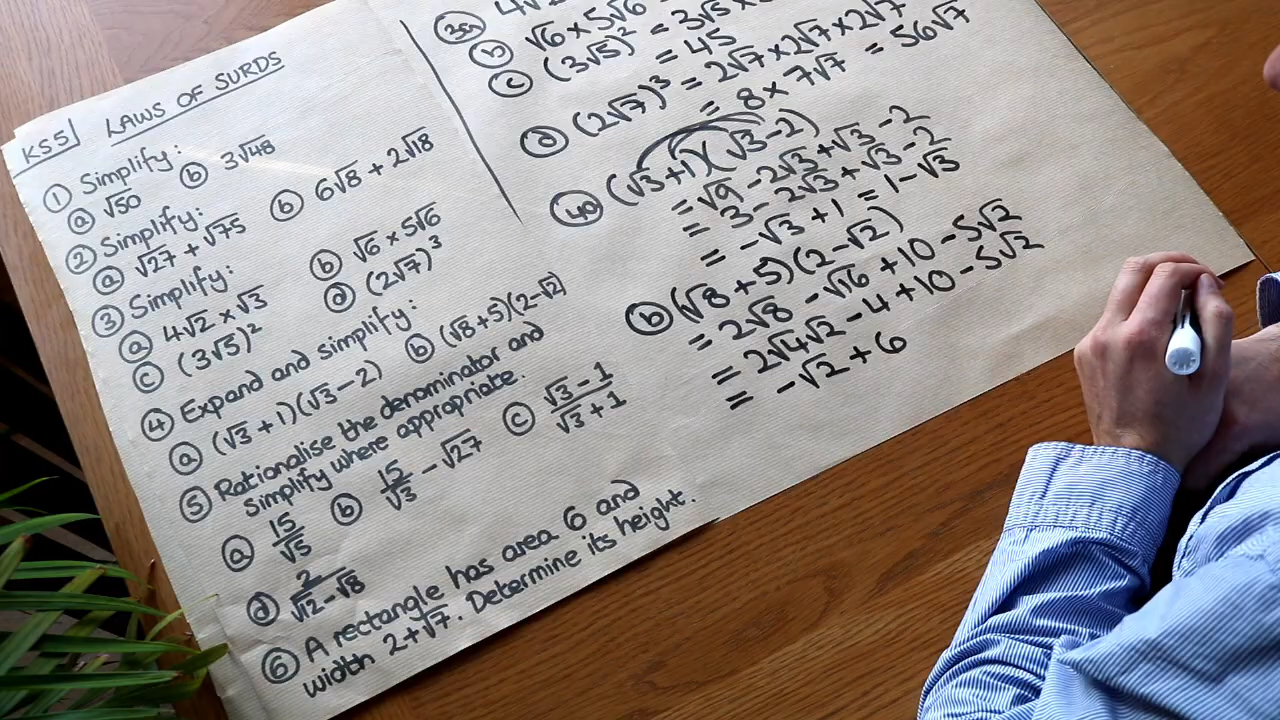 KS5 LAWS OF SURDS
① Simplify:
ⓐ √50 ⓑ 3√48
② Simplify:
ⓐ √27 + √75 ⓑ 6√8 + 2√18
③ Simplify:
ⓐ 4√2 × √3 ⓑ √6 × 5√6
ⓒ (3√5)² ⓓ (2√7)³
④ Expand and simplify:
ⓐ (√3+1)(√3-2) ⓑ (√8+5)(2-√2)
⑤ Rationalise the denominator and
simplify where appropriate.
ⓐ 15/√5 ⓑ 15/√3 - √27 ⓒ √3-1/√3+1
ⓓ 2/√12-√8
⑥ A rectangle has area 6 and
width 2+√7. Determine its height.
3a
ⓑ √6 × 5√6
ⓒ (3√5)² = 3√5 ×
= 45
ⓓ (2√7)³ = 2√7 × 2√7 × 2√7
= 8 × 7√7 = 56√7
4a (√3+1)(√3-2)
= √9 - 2√3 + √3 - 2
= 3 - 2√3 + √3 - 2
= -√3 + 1 = 1 - √3
ⓑ (√8+5)(2-√2)
= 2√8 - √16 + 10 - 5√2
= 2√4√2 - 4 + 10 - 5√2
= -√2 + 6